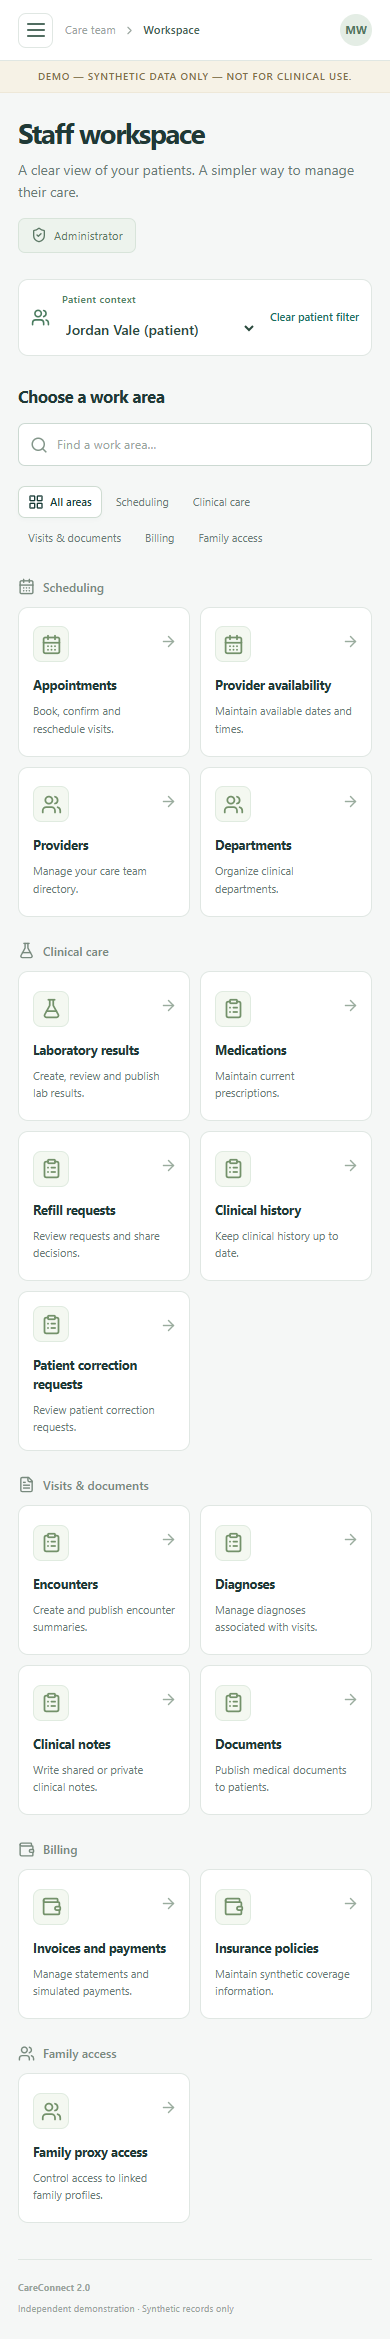 Care team > Workspace
MW
DEMO — SYNTHETIC DATA ONLY — NOT FOR CLINICAL USE.
Staff workspace
A clear view of your patients. A simpler way to manage
their care.
Administrator
Patient context
Jordan Vale (patient)
Clear patient filter
Choose a work area
Find a work area...
All areas
Scheduling
Clinical care
Visits & documents
Billing
Family access
Scheduling
Appointments
Book, confirm and
reschedule visits.
Provider availability
Maintain available dates and
times.
Providers
Manage your care team
directory.
Departments
Organize clinical
departments.
Clinical care
Laboratory results
Create, review and publish
lab results.
Medications
Maintain current
prescriptions.
Refill requests
Review requests and share
decisions.
Clinical history
Keep clinical history up to
date.
Patient correction
requests
Review patient correction
requests.
Visits & documents
Encounters
Create and publish encounter
summaries.
Diagnoses
Manage diagnoses
associated with visits.
Clinical notes
Write shared or private
clinical notes.
Documents
Publish medical documents
to patients.
Billing
Invoices and payments
Manage statements and
simulated payments.
Insurance policies
Maintain synthetic coverage
information.
Family access
Family proxy access
Control access to linked
family profiles.
CareConnect 2.0
Independent demonstration · Synthetic records only